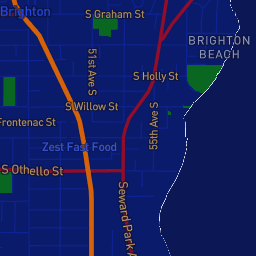 Brighton
S Graham St
BRIGHTON
BEACH
51st Ave S
S Holly St
S Willow St
55th Ave S
Frontenac St
Zest Fast Food
S Othello St
Seward Park